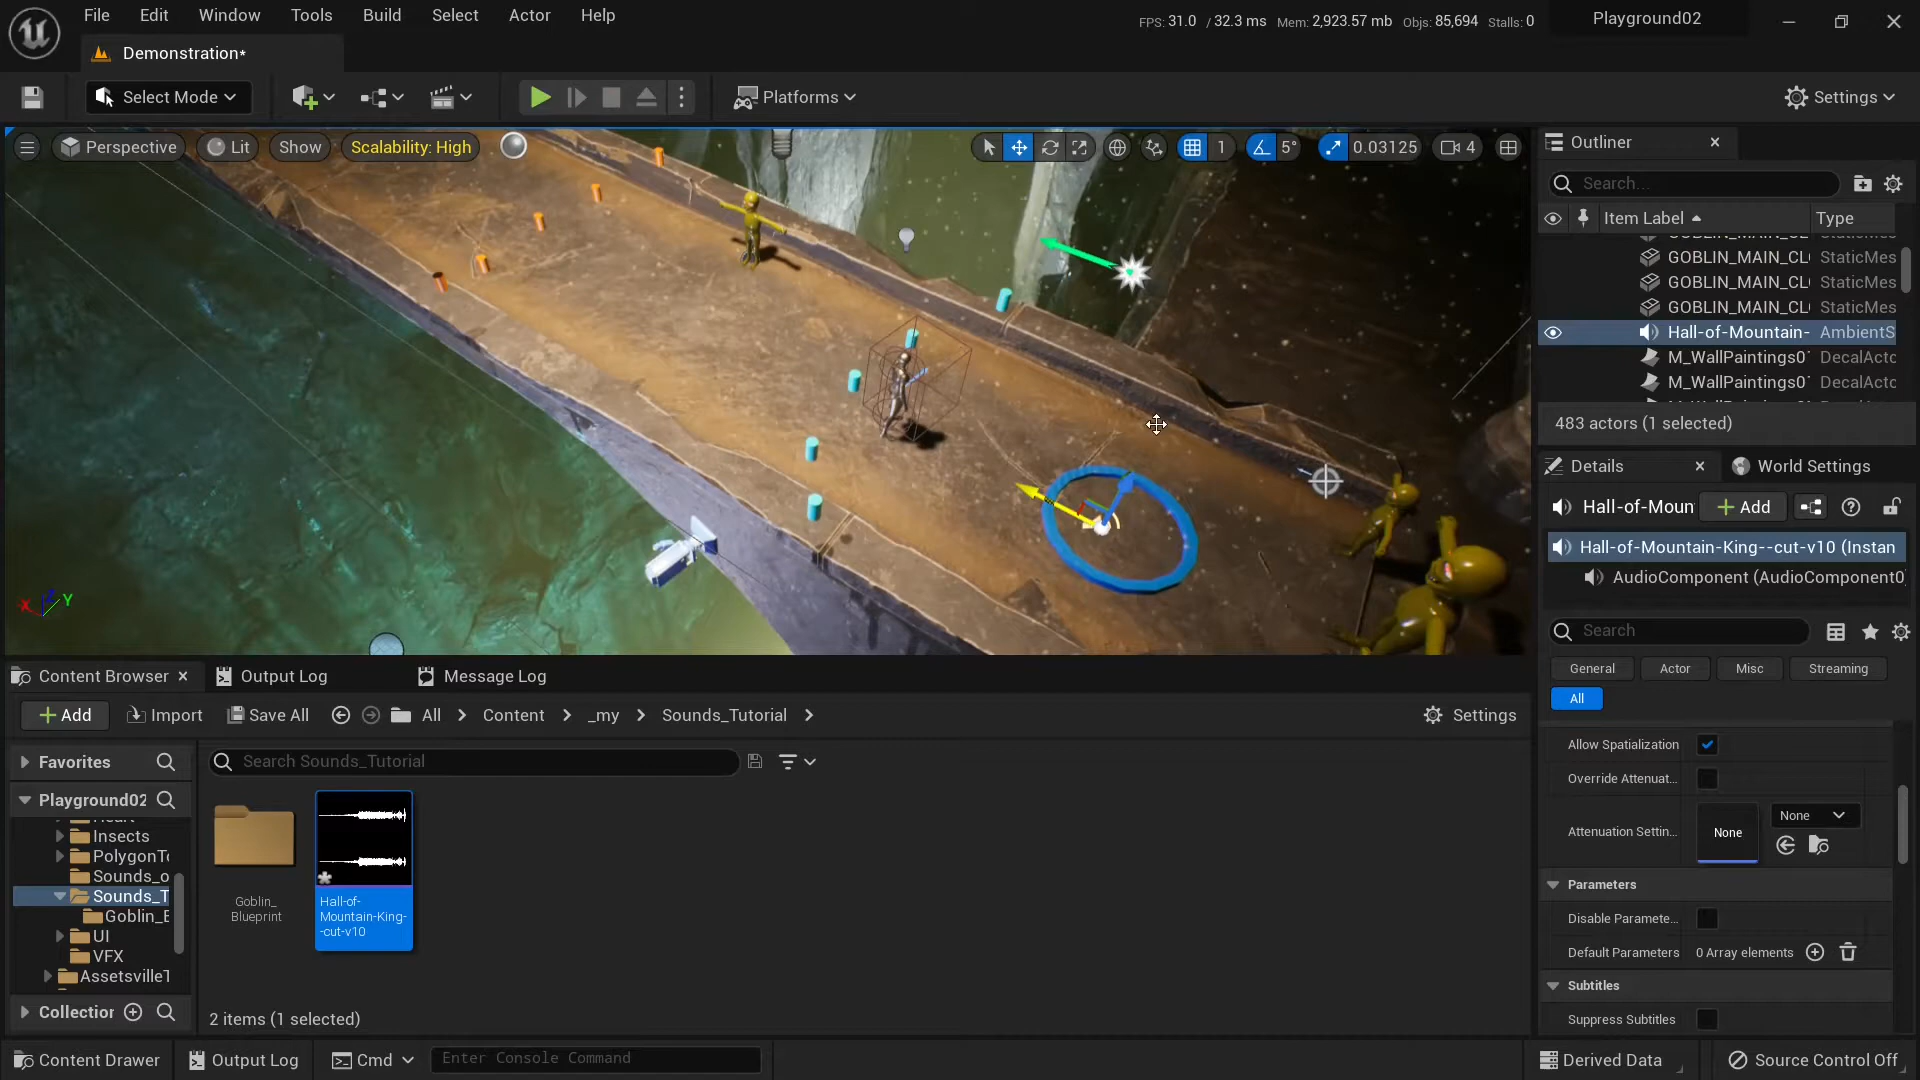 File Edit Window Tools Build Select Actor Help
FPS: 31.0 / 32.3 ms Mem: 2,923.57 mb Objs: 85,694 Stalls: 0
Playground02
Demonstration*
Select Mode
Platforms
Settings
Perspective Lit Show Scalability: High
1 5° 0.03125 4
X Y
Outliner
Search...
Item Label Type
GOBLIN_MAIN_CL StaticMes
GOBLIN_MAIN_CL StaticMes
GOBLIN_MAIN_CL StaticMes
Hall-of-Mountain- AmbientS
M_WallPaintings0 DecalActo
M_WallPaintings0 DecalActo
483 actors (1 selected)
Details World Settings
Hall-of-Moun Add
Hall-of-Mountain-King--cut-v10 (Instan
AudioComponent (AudioComponent0
Search
General Actor Misc Streaming
All
Allow Spatialization
Override Attenuat...
Attenuation Settin... None None
Parameters
Disable Paramete...
Default Parameters 0 Array elements
Subtitles
Suppress Subtitles
Content Browser Output Log Message Log
Add Import Save All All Content _my Sounds_Tutorial Settings
Favorites
Search Sounds_Tutorial
Playground02
Insects
PolygonTo
Sounds_o
Sounds_T
Goblin_E
UI
VFX
AssetsvilleT
Collection
Goblin_
Blueprint
Hall-of-
Mountain-King-
-cut-v10
2 items (1 selected)
Content Drawer Output Log Cmd Enter Console Command Derived Data Source Control Off